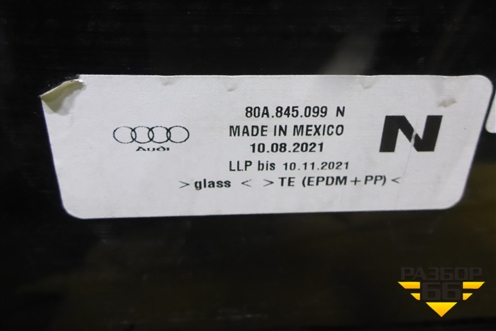 80A.845.099 N
MADE IN MEXICO
10.08.2021
LLP bis 10.11.2021
>glass < >TE (EPDM+PP)<
Audi
N
РАЗБОР
66